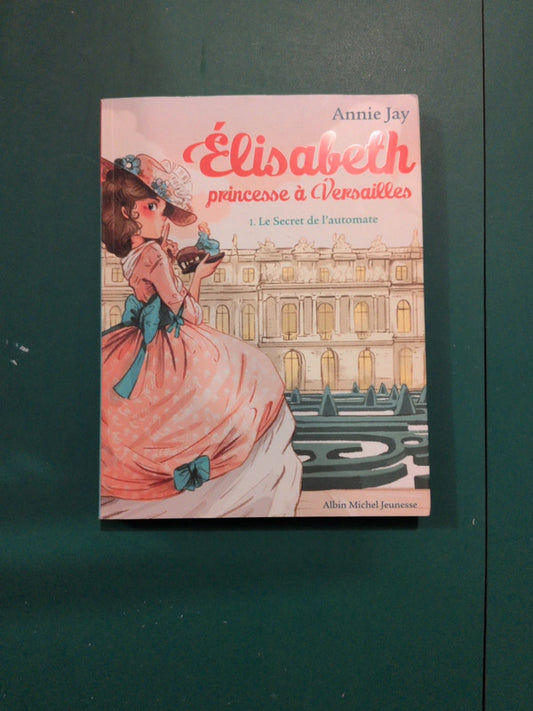 Annie Jay
Élisabeth
princesse à Versailles
1. Le Secret de l'automate
Albin Michel Jeunesse